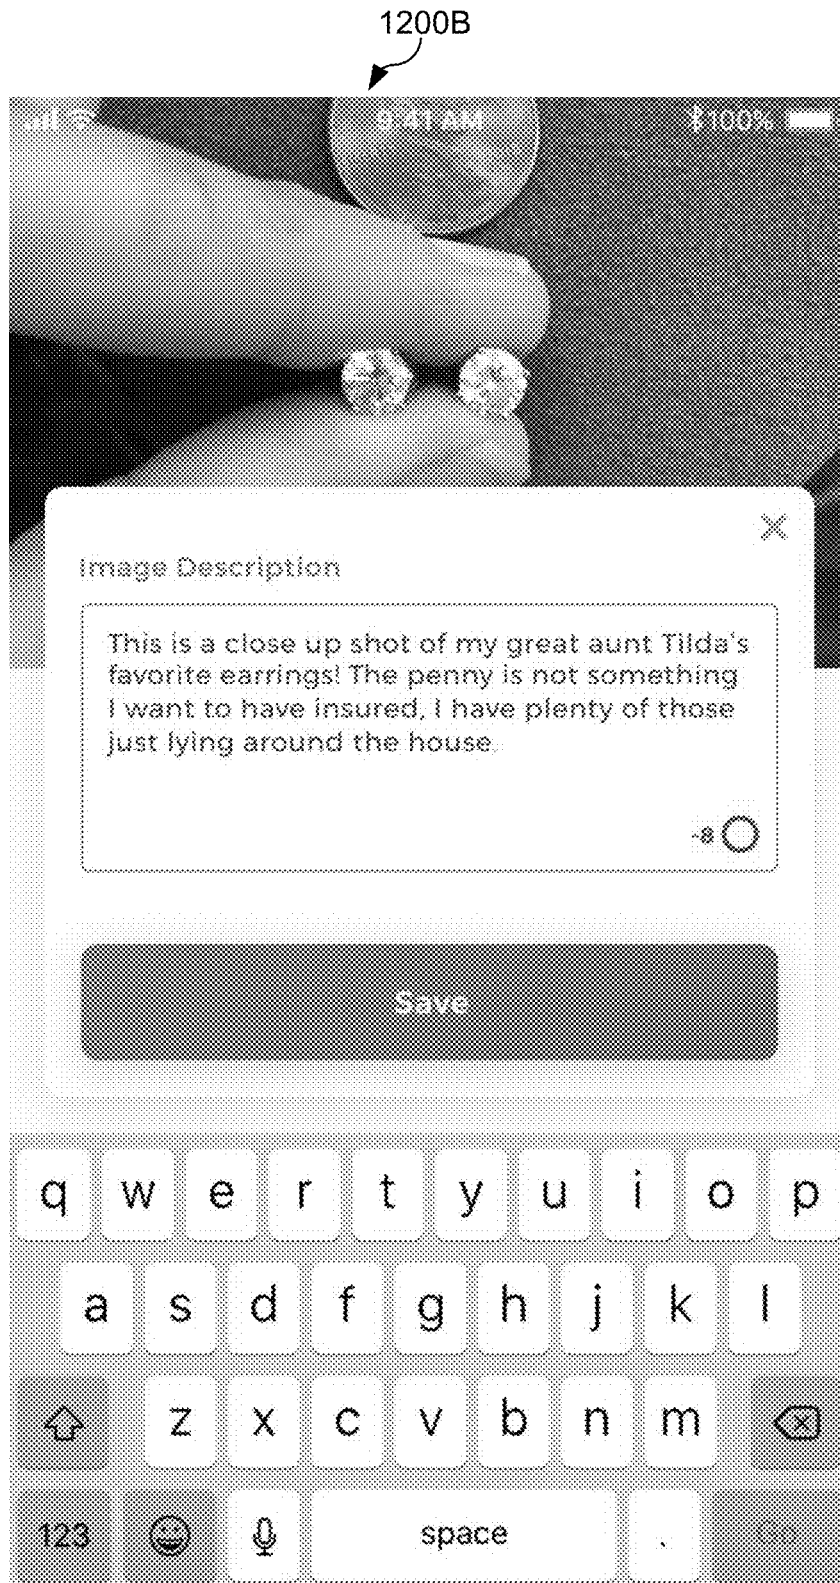 1200B
9:41 AM
100%
Image Description
This is a close up shot of my great aunt Tilda's
favorite earrings! The penny is not something
I want to have insured, I have plenty of those
just lying around the house.
-8
Save
q w e r t y u i o p
a s d f g h j k l
z x c v b n m
123 space . Go